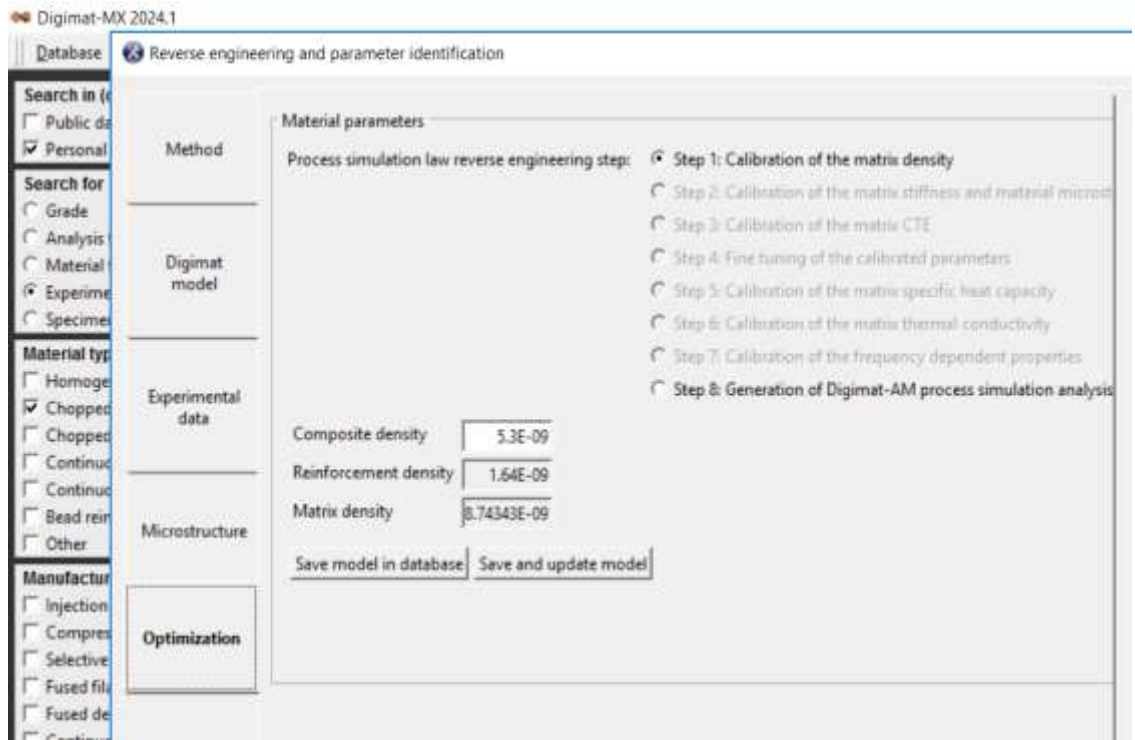 Digimat-MX 2024.1
Database
Reverse engineering and parameter identification
Search in (
Public da
Personal
Search for
Grade
Analysis
Material
Experime
Specime
Material typ
Homoge
Chopped
Chopped
Continuo
Continuo
Bead rein
Other
Manufactur
Injection
Compres
Selective
Fused fila
Fused de
Method
Digimat
model
Experimental
data
Microstructure
Optimization
Material parameters
Process simulation law reverse engineering step:
Step 1: Calibration of the matrix density
Step 2: Calibration of the matrix stiffness and material microst
Step 3: Calibration of the matrix CTE
Step 4: Fine tuning of the calibrated parameters
Step 5: Calibration of the matrix specific heat capacity
Step 6: Calibration of the matrix thermal conductivity
Step 7: Calibration of the frequency dependent properties
Step 8: Generation of Digimat-AM process simulation analysis
Composite density 5.3E-09
Reinforcement density 1.64E-09
Matrix density 8.74343E-09
Save model in database Save and update model